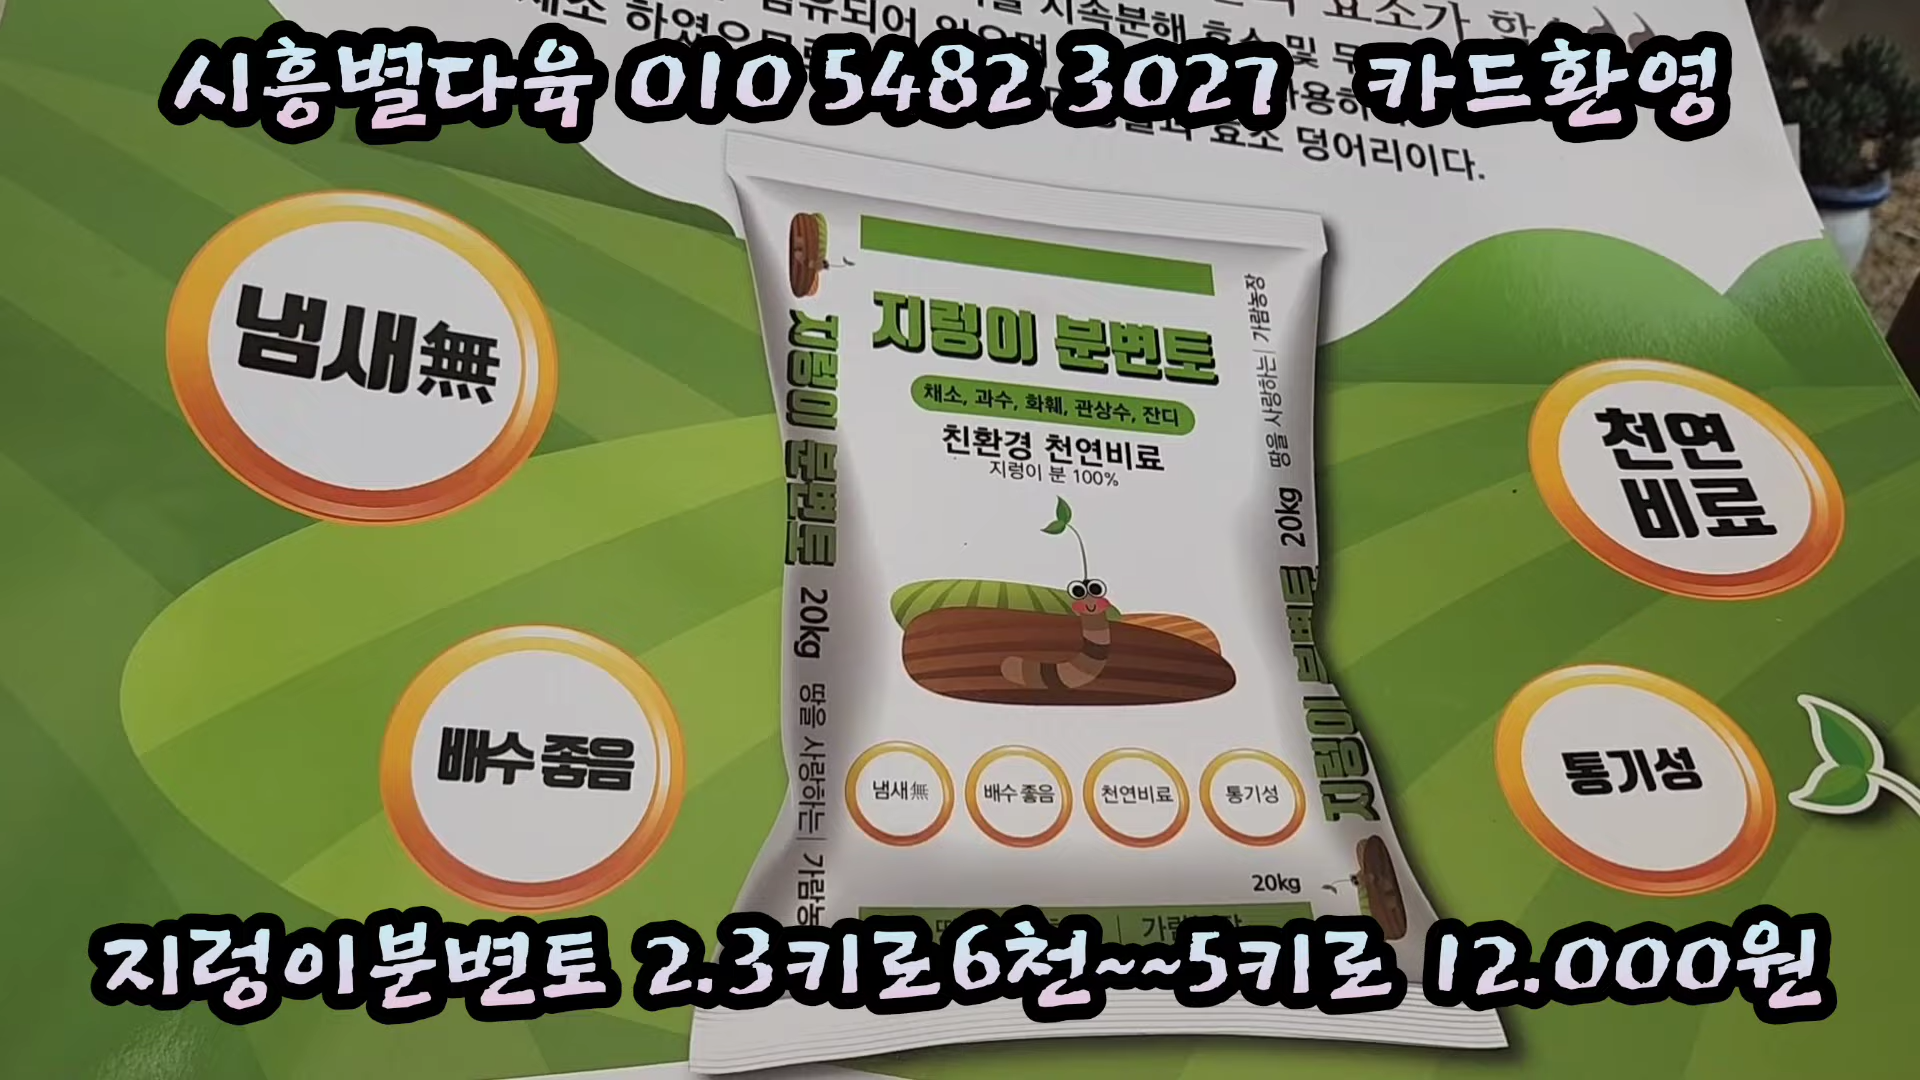 시흥별다육 010 5482 3027 카드환영
지속분해 효소 및
덩어리이다.
냄새無
천연
비료
배수 좋음
통기성
지렁이 분변토
채소, 과수, 화훼, 관상수, 잔디
친환경 천연비료
지렁이 분 100%
냄새無 배수 좋음 천연비료 통기성
20kg
지렁이 분변토 20kg 땅을 사랑하는 |
지렁이 분변토 20kg 땅을 사랑하는 | 가람농장
지렁이분변토 2.3키로6천~~5키로 12.000원